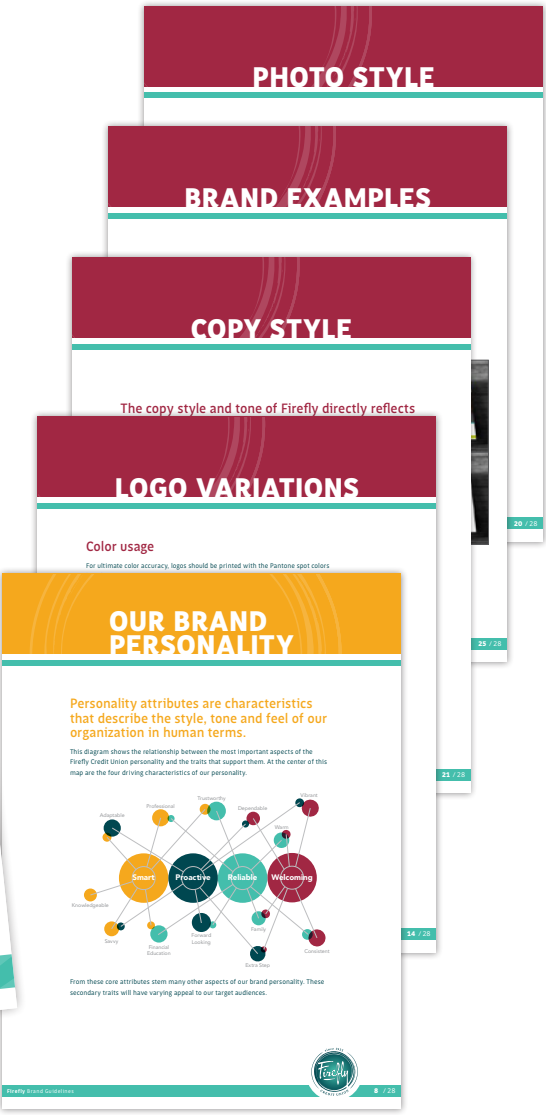 PHOTO STYLE
BRAND EXAMPLES
COPY STYLE
The copy style and tone of Firefly directly reflects
20 / 28
LOGO VARIATIONS
Color usage
For ultimate color accuracy, logos should be printed with the Pantone spot colors
25 / 28
21 / 28
14 / 28
OUR BRAND
PERSONALITY
Personality attributes are characteristics
that describe the style, tone and feel of our
organization in human terms.
This diagram shows the relationship between the most important aspects of the
Firefly Credit Union personality and the traits that support them. At the center of this
map are the four driving characteristics of our personality.
Vibrant
Trustworthy
Professional
Dependable
Adaptable
Warm
Smart
Proactive
Reliable
Welcoming
Knowledgeable
Family
Forward
Looking
Savvy
Financial
Education
Consistent
Extra Step
From these core attributes stem many other aspects of our brand personality. These
secondary traits will have varying appeal to our target audiences.
Firefly
CREDIT UNION
Firefly Brand Guidelines
8 / 28